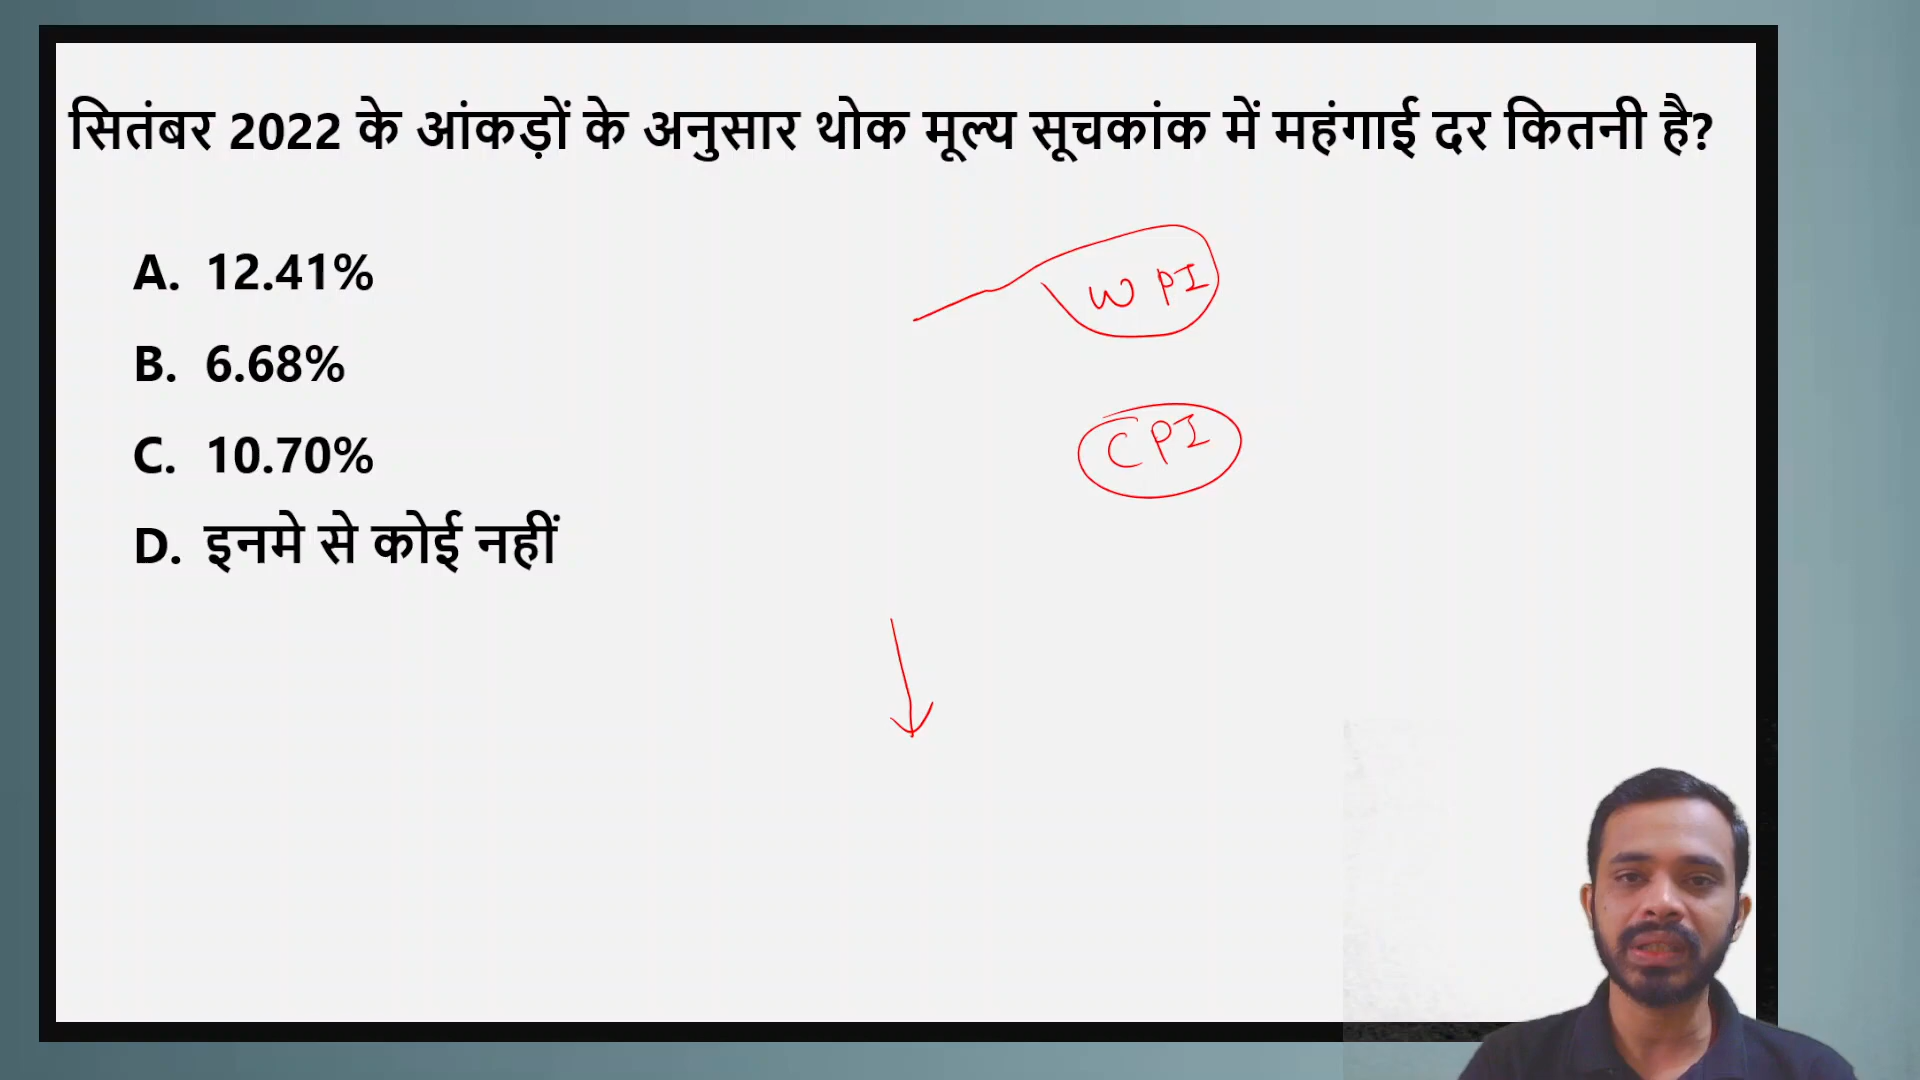 सितंबर 2022 के आंकड़ों के अनुसार थोक मूल्य सूचकांक में महंगाई दर कितनी है?
A. 12.41%
B. 6.68%
C. 10.70%
D. इनमे से कोई नहीं
WPI
CPI